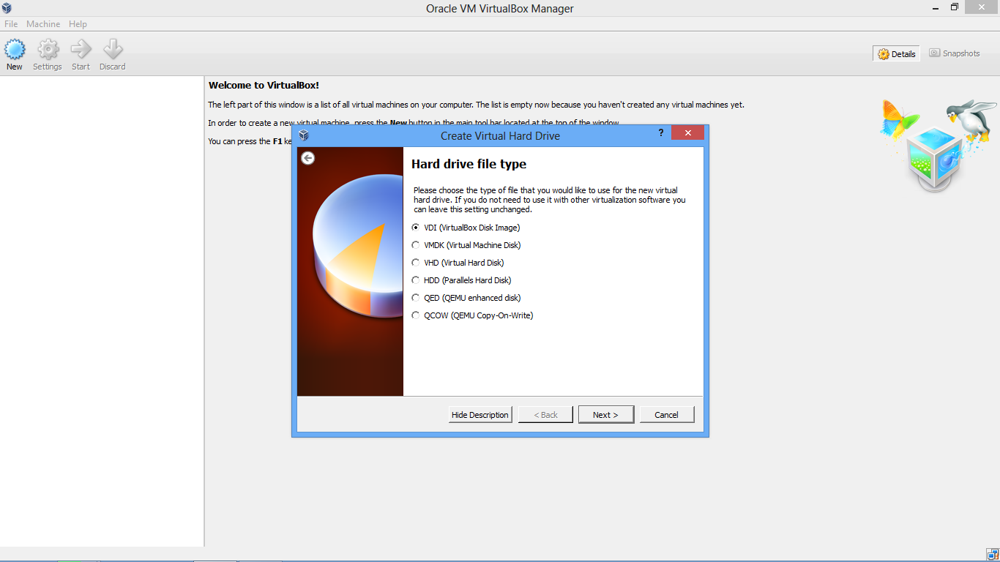 Oracle VM VirtualBox Manager
File Machine Help
New Settings Start Discard
Details Snapshots
Welcome to VirtualBox!
The left part of this window is a list of all virtual machines on your computer. The list is empty now because you haven't created any virtual machines yet.
In order to create a new virtual machine, press the New button in the main tool bar located at the top of the window.
You can press the F1
Create Virtual Hard Drive
?
Hard drive file type
Please choose the type of file that you would like to use for the new virtual
hard drive. If you do not need to use it with other virtualization software you
can leave this setting unchanged.
VDI (VirtualBox Disk Image)
VMDK (Virtual Machine Disk)
VHD (Virtual Hard Disk)
HDD (Parallels Hard Disk)
QED (QEMU enhanced disk)
QCOW (QEMU Copy-On-Write)
Hide Description < Back Next > Cancel